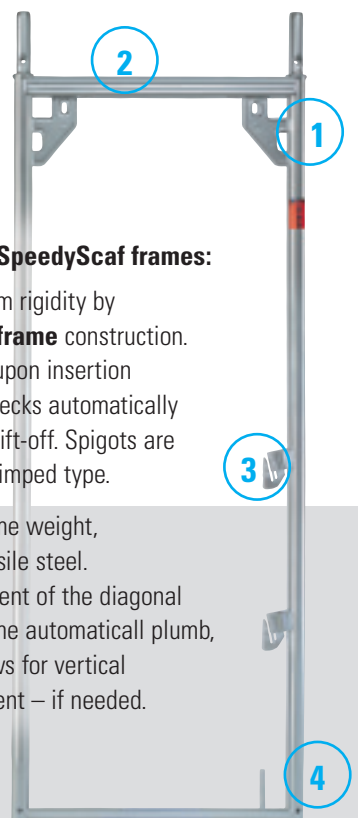 2
1
SpeedyScaf frames:
m rigidity by
frame construction.
upon insertion
ecks automatically
ift-off. Spigots are
imped type.
3
ne weight,
sile steel.
ent of the diagonal
ne automaticall plumb,
ws for vertical
ent – if needed.
4